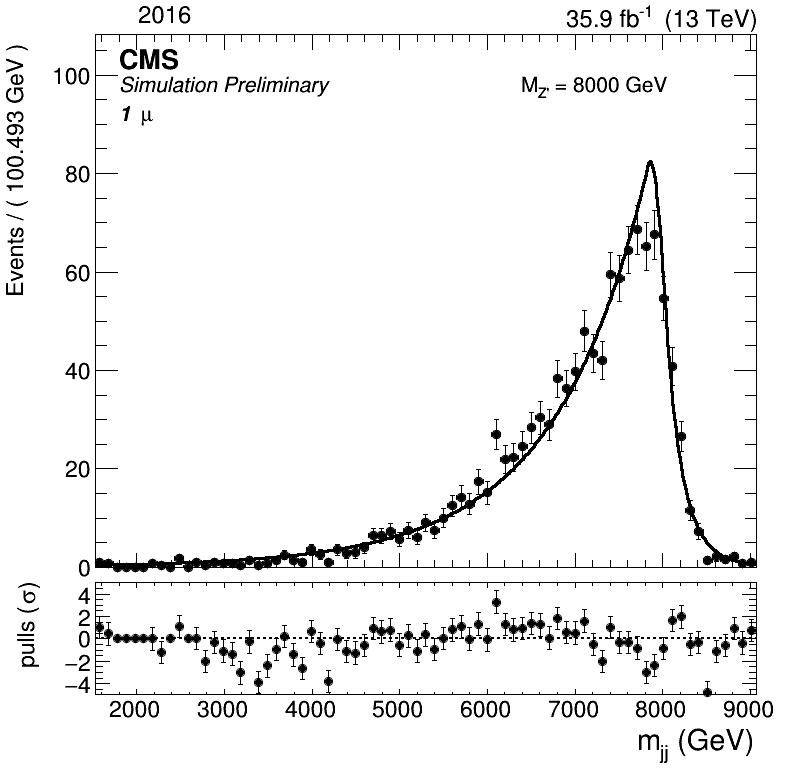 2016 35.9 fb⁻¹ (13 TeV)
CMS
Simulation Preliminary
M_Z' = 8000 GeV
1 μ
Events / ( 100.493 GeV )
100
80
60
40
20
0
pulls (σ)
4
2
0
−2
−4
2000 3000 4000 5000 6000 7000 8000 9000
m_jj (GeV)